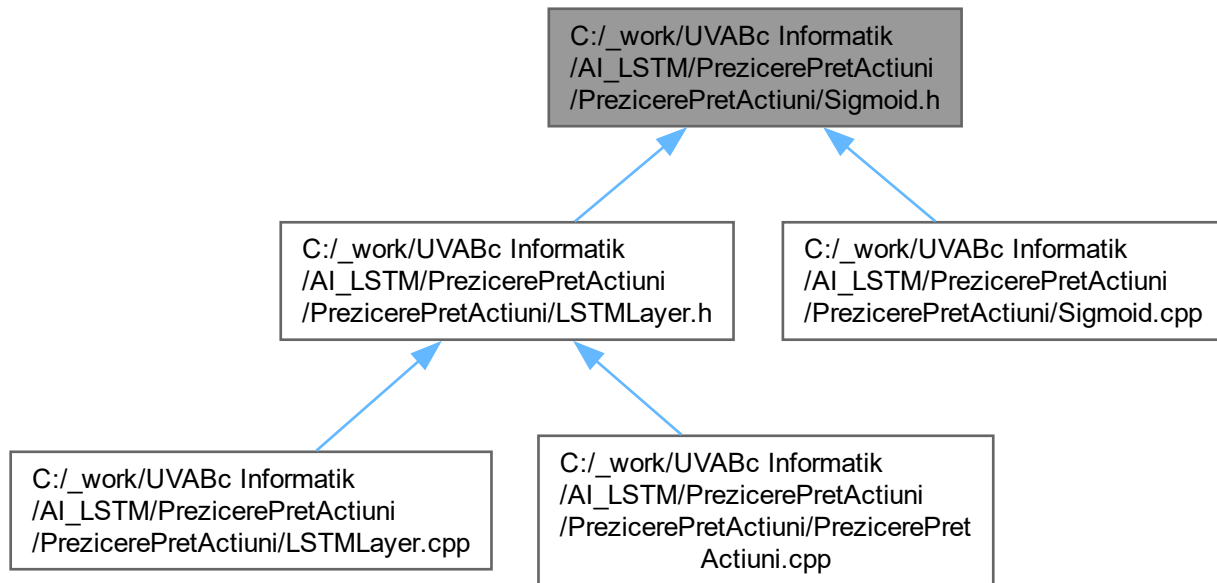 C:/_work/UVABc Informatik
/AI_LSTM/PrezicerePretActiuni
/PrezicerePretActiuni/Sigmoid.h
C:/_work/UVABc Informatik
/AI_LSTM/PrezicerePretActiuni
/PrezicerePretActiuni/LSTMLayer.h
C:/_work/UVABc Informatik
/AI_LSTM/PrezicerePretActiuni
/PrezicerePretActiuni/Sigmoid.cpp
C:/_work/UVABc Informatik
/AI_LSTM/PrezicerePretActiuni
/PrezicerePretActiuni/LSTMLayer.cpp
C:/_work/UVABc Informatik
/AI_LSTM/PrezicerePretActiuni
/PrezicerePretActiuni/PrezicerePret
Actiuni.cpp